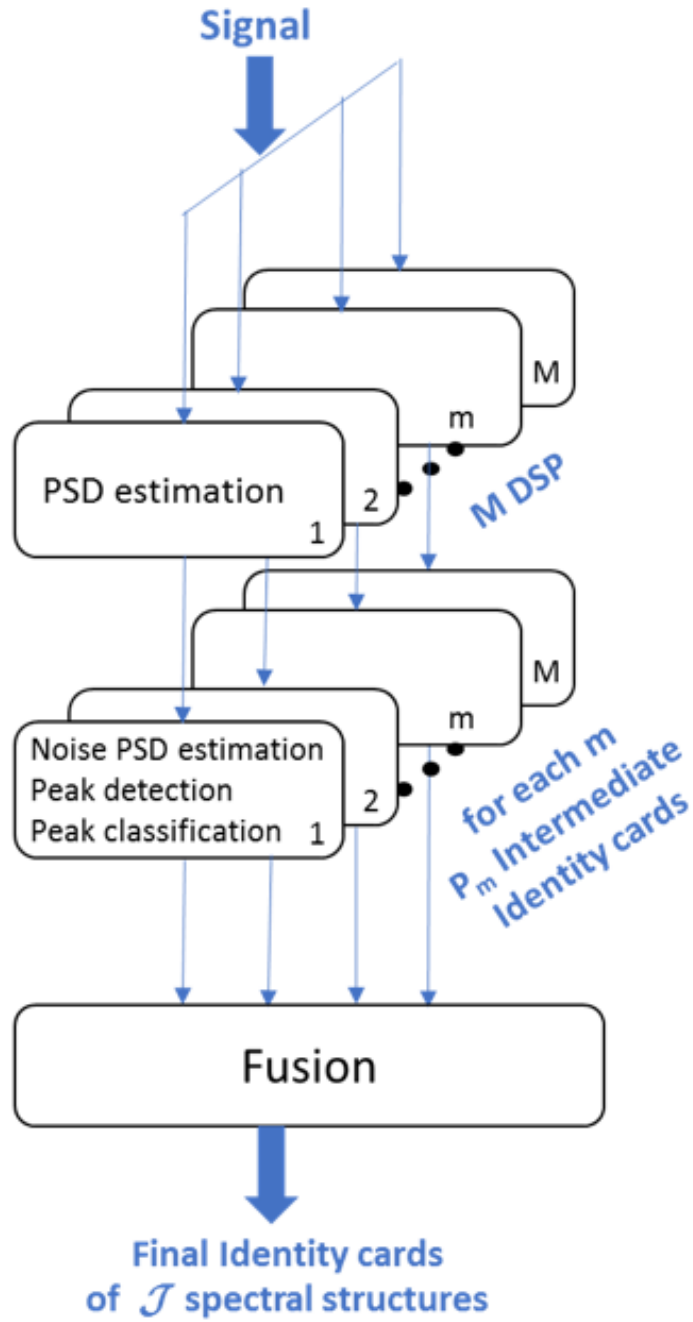 Signal
M
m
PSD estimation
2
1
M DSP
M
m
Noise PSD estimation
Peak detection
Peak classification
2
1
for each m
Pₘ Intermediate
Identity cards
Fusion
Final Identity cards
of 𝒥 spectral structures